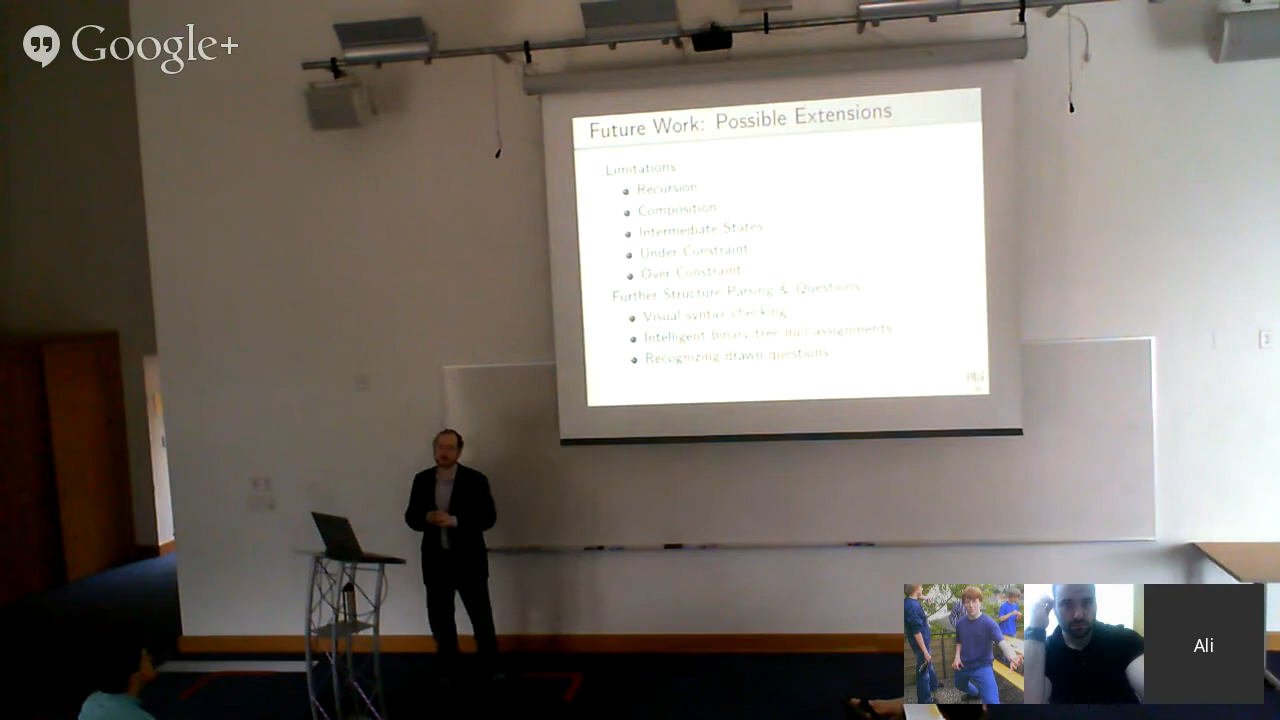 Google+
Future Work: Possible Extensions
Limitations
Recursion
Composition
Intermediate States
Under Constraint
Over Constraint
Further Structure Parsing & Questions
Visual syntax checking
Intelligent binary tree null assignments
Recognizing drawn questions
Ali